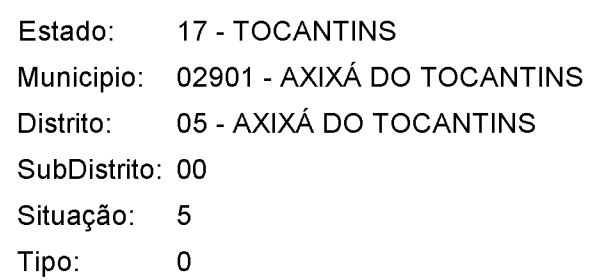 Estado: 17 - TOCANTINS
Municipio: 02901 - AXIXÁ DO TOCANTINS
Distrito: 05 - AXIXÁ DO TOCANTINS
SubDistrito: 00
Situação: 5
Tipo: 0